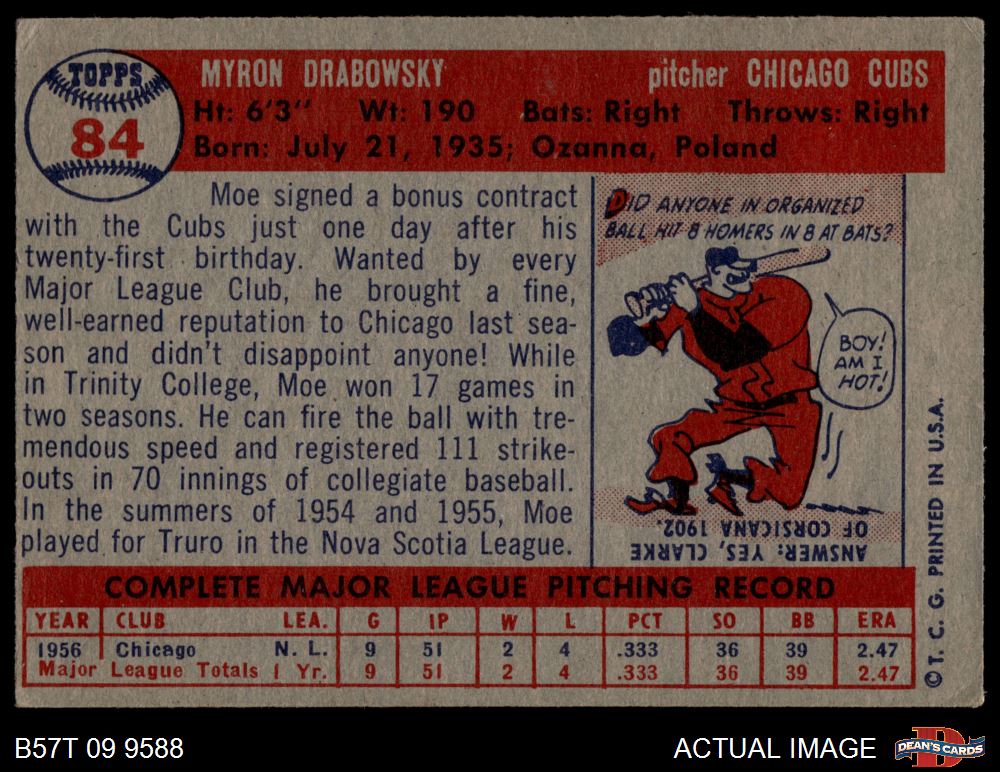 TOPPS
84
MYRON DRABOWSKY pitcher CHICAGO CUBS
Ht: 6'3" Wt: 190 Bats: Right Throws: Right
Born: July 21, 1935; Ozanna, Poland
Moe signed a bonus contract
with the Cubs just one day after his
twenty-first birthday. Wanted by every
Major League Club, he brought a fine,
well-earned reputation to Chicago last sea-
son and didn't disappoint anyone! While
in Trinity College, Moe won 17 games in
two seasons. He can fire the ball with tre-
mendous speed and registered 111 strike-
outs in 70 innings of collegiate baseball.
In the summers of 1954 and 1955, Moe
played for Truro in the Nova Scotia League.
DID ANYONE IN ORGANIZED
BALL HIT 8 HOMERS IN 8 AT BATS?
BOY!
AM I
HOT!
ANSWER: YES, CLARKE
OF CORSICANA 1902.
COMPLETE MAJOR LEAGUE PITCHING RECORD
YEAR CLUB LEA. G IP W L PCT SO BB ERA
1956 Chicago N. L. 9 51 2 4 .333 36 39 2.47
Major League Totals 1 Yr. 9 51 2 4 .333 36 39 2.47
© T. C. G. PRINTED IN U.S.A.
B57T 09 9588 ACTUAL IMAGE DEAN'S CARDS